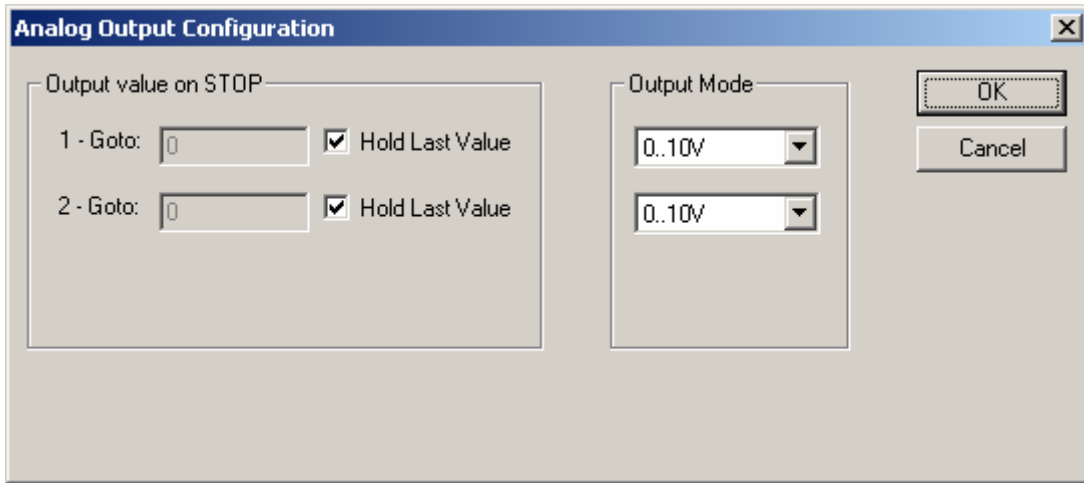 Analog Output Configuration
Output value on STOP
1 - Goto: 0 Hold Last Value
2 - Goto: 0 Hold Last Value
Output Mode
0..10V
0..10V
OK
Cancel